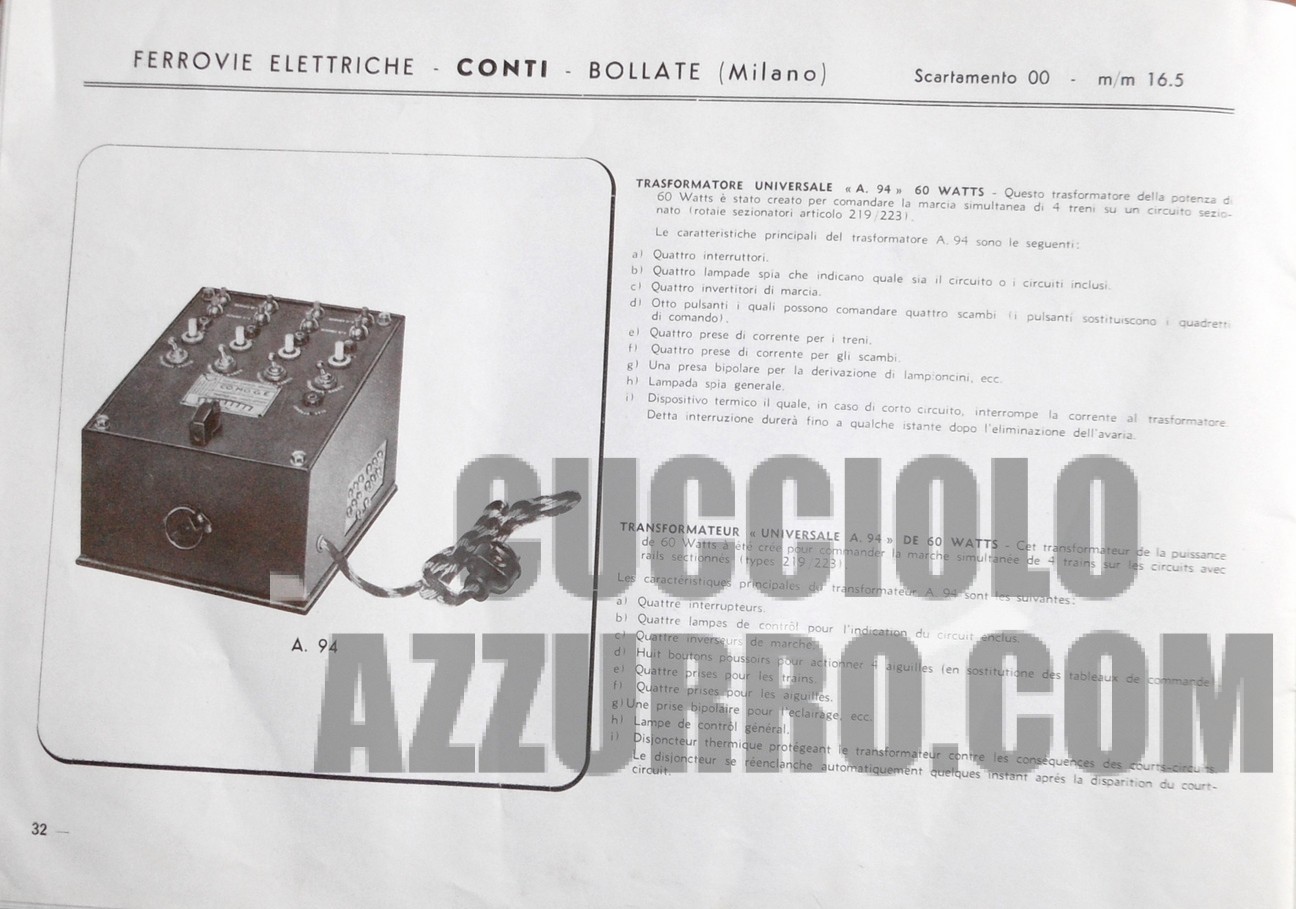 FERROVIE ELETTRICHE - CONTI - BOLLATE (Milano) Scartamento 00 - m/m 16.5
TRASFORMATORE UNIVERSALE « A. 94 » 60 WATTS - Questo trasformatore della potenza di
60 Watts è stato creato per comandare la marcia simultanea di 4 treni su un circuito sezio-
nato (rotaie sezionatori articolo 219/223).
Le caratteristiche principali del trasformatore A. 94 sono le seguenti:
a) Quattro interruttori.
b) Quattro lampade spia che indicano quale sia il circuito o i circuiti inclusi.
c) Quattro invertitori di marcia.
d) Otto pulsanti i quali possono comandare quattro scambi (i pulsanti sostituiscono i quadretti
di comando).
e) Quattro prese di corrente per i treni.
f) Quattro prese di corrente per gli scambi.
g) Una presa bipolare per la derivazione di lampioncini, ecc.
h) Lampada spia generale.
i) Dispositivo termico il quale, in caso di corto circuito, interrompe la corrente al trasformatore.
Detta interruzione durerà fino a qualche istante dopo l'eliminazione dell'avaria.
CO.MO.G.E
A. 94
TRANSFORMATEUR « UNIVERSALE A. 94 » DE 60 WATTS - Cet transformateur de la puissance
de 60 Watts à été crée pour commander la marche simultanée de 4 trains sur les circuits avec
rails sectionnés (types 219/223)
Les caractéristiques principales du transformateur A. 94 sont les suivantes:
a) Quattre interrupteurs.
b) Quattre lampes de contrôl pour l'indication du circuit enclus.
c) Quattre inverseurs de marche.
d) Huit boutons poussoirs pour actionner 4 aiguilles (en sostitutione des tableaux de commande)
e) Quattre prises pour les trains.
f) Quattre prises pour les aiguilles.
g) Une prise bipolaire pour l'eclairage, ecc.
h) Lampe de contrôl général.
i) Disjoncteur thermique protégeant le transformateur contre les conséquences des courts-circuits.
Le disjoncteur se réenclanche automatiquement quelques instant aprés la disparition du court-
circuit.
CUCCIOLO
AZZURRO.COM
32 —